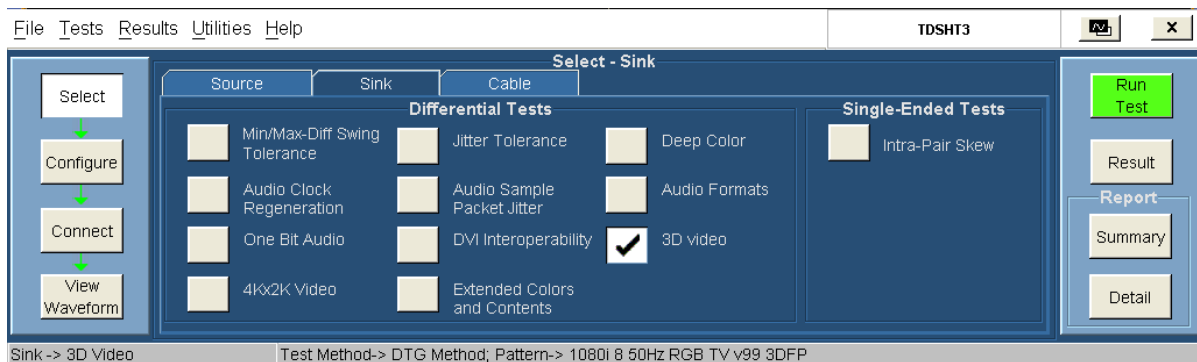 File Tests Results Utilities Help
TDSHT3
x
Select - Sink
Source Sink Cable
Select
Configure
Connect
View
Waveform
Differential Tests
Min/Max-Diff Swing
Tolerance
Jitter Tolerance
Deep Color
Audio Clock
Regeneration
Audio Sample
Packet Jitter
Audio Formats
One Bit Audio
DVI Interoperability
3D video
4Kx2K Video
Extended Colors
and Contents
Single-Ended Tests
Intra-Pair Skew
Run
Test
Result
Report
Summary
Detail
Sink -> 3D Video
Test Method-> DTG Method; Pattern-> 1080i 8 50Hz RGB TV v99 3DFP